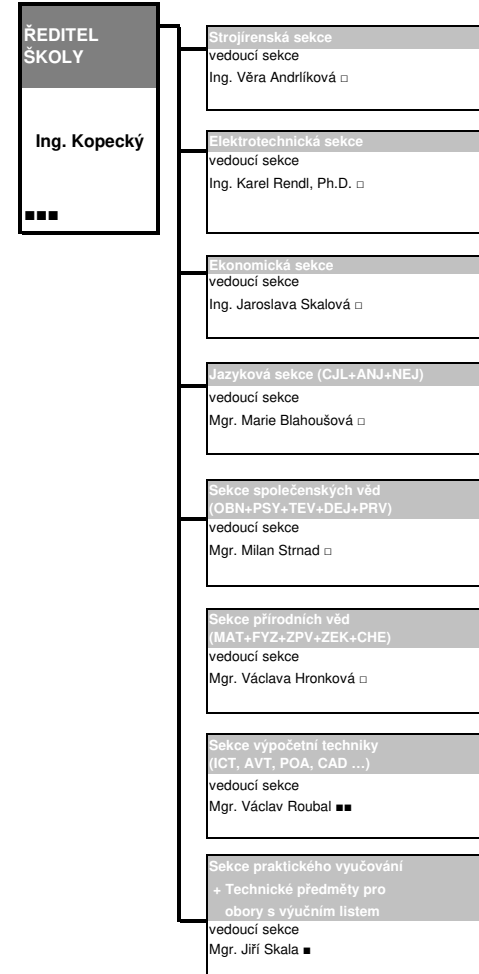 ŘEDITEL
ŠKOLY
Ing. Kopecký
■■■
Strojírenská sekce
vedoucí sekce
Ing. Věra Andrlíková □
Elektrotechnická sekce
vedoucí sekce
Ing. Karel Rendl, Ph.D. □
Ekonomická sekce
vedoucí sekce
Ing. Jaroslava Skalová □
Jazyková sekce (CJL+ANJ+NEJ)
vedoucí sekce
Mgr. Marie Blahoušová □
Sekce společenských věd
(OBN+PSY+TEV+DEJ+PRV)
vedoucí sekce
Mgr. Milan Strnad □
Sekce přírodních věd
(MAT+FYZ+ZPV+ZEK+CHE)
vedoucí sekce
Mgr. Václava Hronková □
Sekce výpočetní techniky
(ICT, AVT, POA, CAD ...)
vedoucí sekce
Mgr. Václav Roubal ■■
Sekce praktického vyučování
+ Technické předměty pro
obory s výučním listem
vedoucí sekce
Mgr. Jiří Skala ■